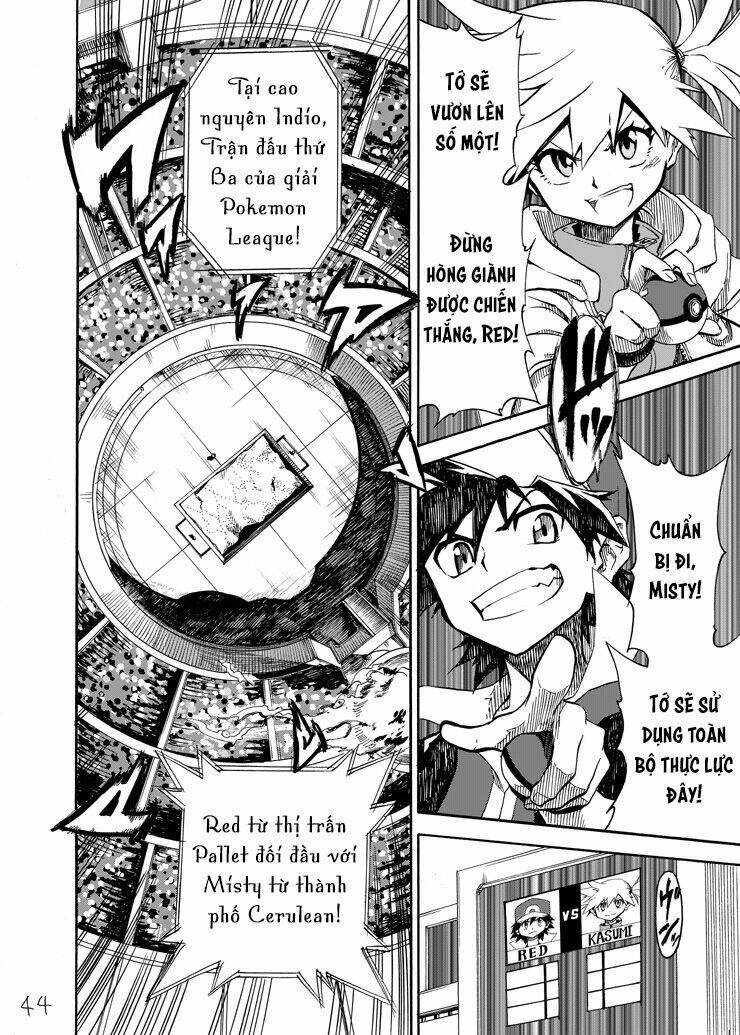 TỚ SẼ
VƯƠN LÊN
SỐ MỘT!
ĐỪNG
HÒNG GIÀNH
ĐƯỢC CHIẾN
THẮNG, RED!
CHUẨN
BỊ ĐI,
MISTY!
TỚ SẼ SỬ
DỤNG TOÀN
BỘ THỰC LỰC
ĐÂY!
VS
RED
KASUMI
Tại cao
nguyên Indio,
Trận đấu thứ
Ba của giải
Pokemon
League!
Red từ thị trấn
Pallet đối đầu với
Misty từ thành
phố Cerulean!
44